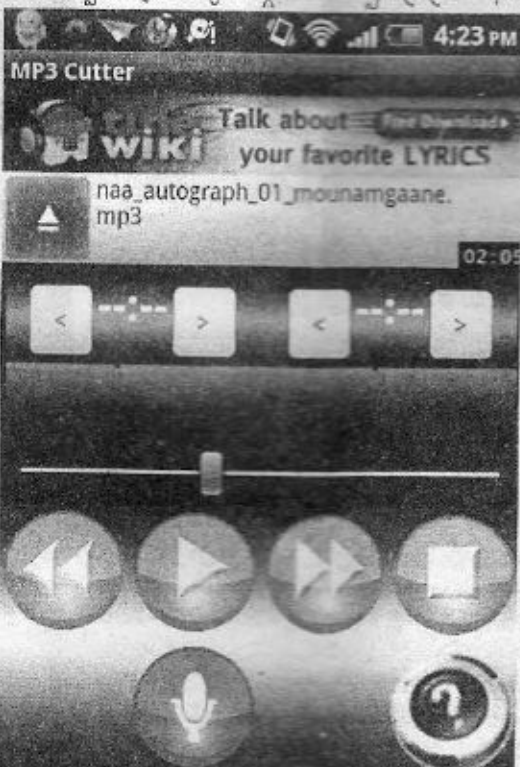 4:23 PM
MP3 Cutter
wiki
Talk about
your favorite LYRICS
naa_autograph_01_mounamgaane.
mp3
02:05
< --:-- > < --:-- >